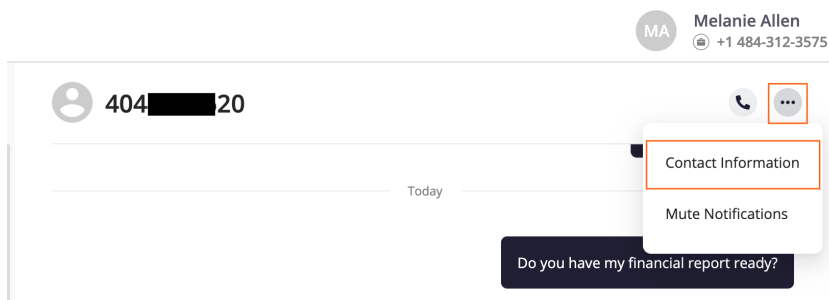 MA
Melanie Allen
+1 484-312-3575
404 20
Contact Information
Today
Mute Notifications
Do you have my financial report ready?